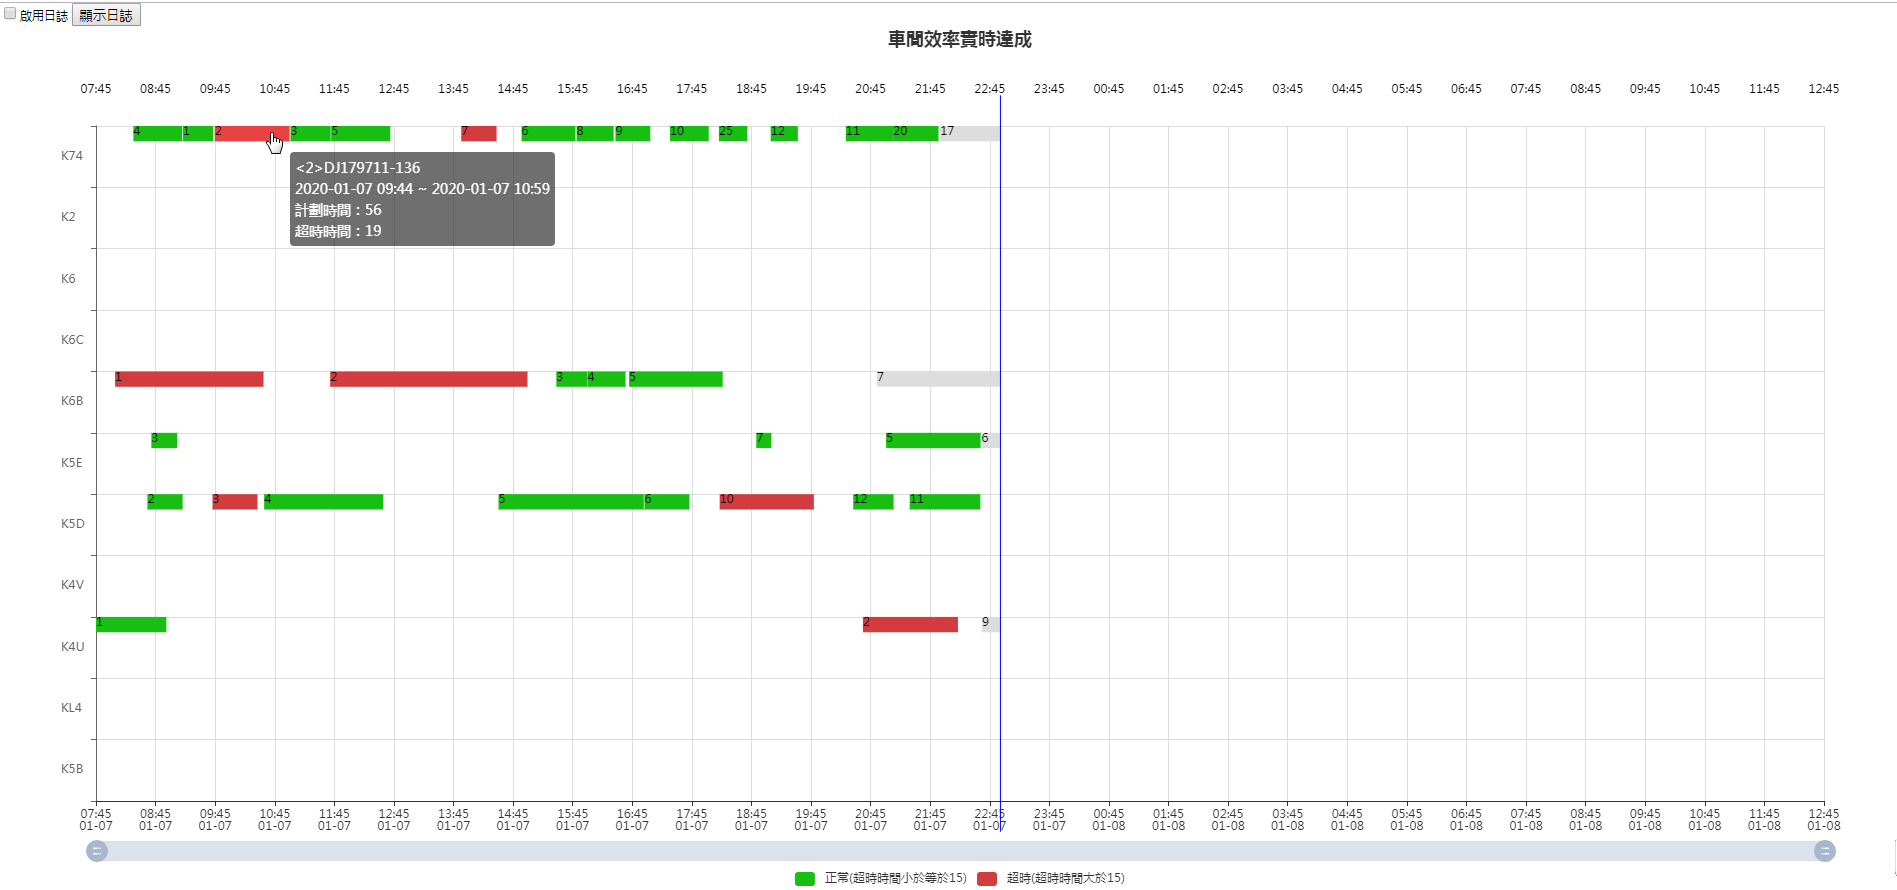 啟用日誌 顯示日誌
車間效率實時達成
07:45 08:45 09:45 10:45 11:45 12:45 13:45 14:45 15:45 16:45 17:45 18:45 19:45 20:45 21:45 22:45 23:45 00:45 01:45 02:45 03:45 04:45 05:45 06:45 07:45 08:45 09:45 10:45 11:45 12:45
4 1 2 3 5 7 6 8 9 10 25 12 11 20 17
K74
<2>DJ179711-136
2020-01-07 09:44 ~ 2020-01-07 10:59
計劃時間：56
超時時間：19
K2
K6
K6C
1 2 3 4 5 7
K6B
3 7 5 6
K5E
2 3 4 5 6 10 12 11
K5D
K4V
1 2 9
K4U
KL4
K5B
07:45 08:45 09:45 10:45 11:45 12:45 13:45 14:45 15:45 16:45 17:45 18:45 19:45 20:45 21:45 22:45 23:45 00:45 01:45 02:45 03:45 04:45 05:45 06:45 07:45 08:45 09:45 10:45 11:45 12:45
01-07 01-07 01-07 01-07 01-07 01-07 01-07 01-07 01-07 01-07 01-07 01-07 01-07 01-07 01-07 01-07 01-07 01-08 01-08 01-08 01-08 01-08 01-08 01-08 01-08 01-08 01-08 01-08 01-08 01-08
正常(超時時間小於等於15) 超時(超時時間大於15)